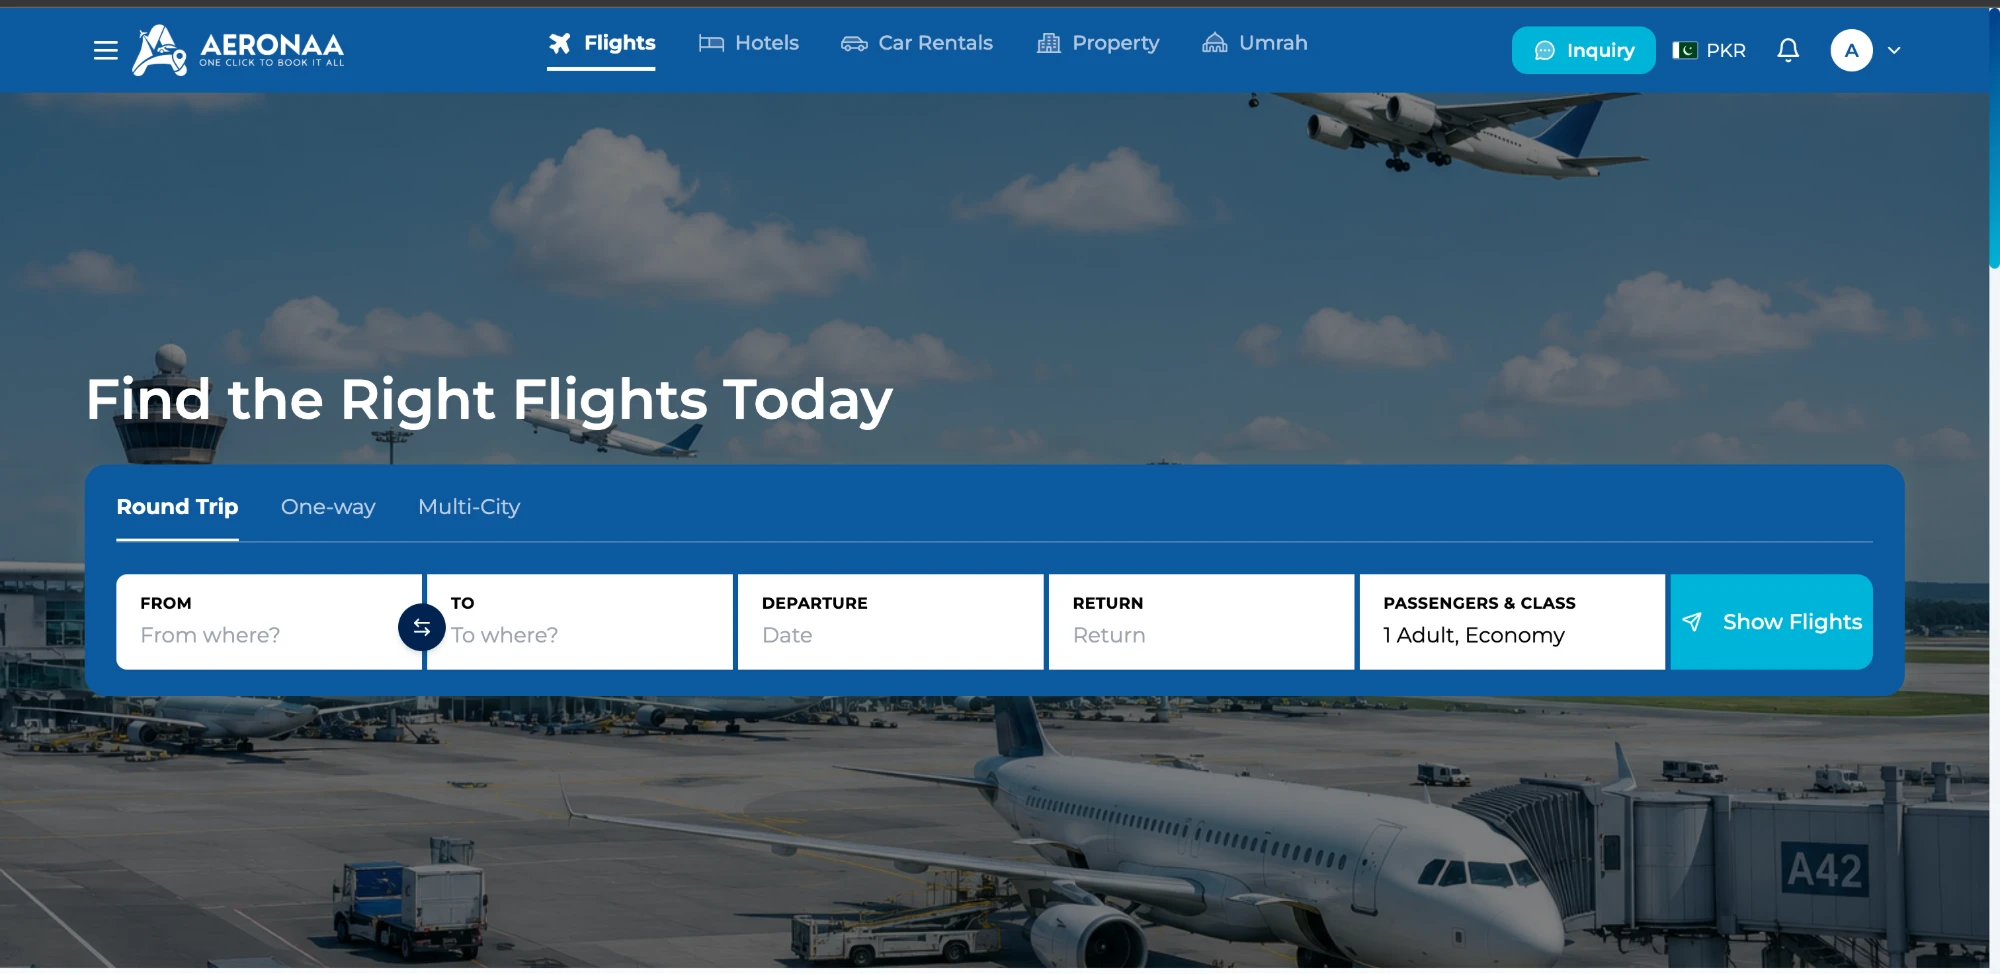 AERONAA
ONE CLICK TO BOOK IT ALL
Flights
Hotels
Car Rentals
Property
Umrah
Inquiry
PKR
A
Find the Right Flights Today
Round Trip
One-way
Multi-City
FROM
From where?
TO
To where?
DEPARTURE
Date
RETURN
Return
PASSENGERS & CLASS
1 Adult, Economy
Show Flights
A42